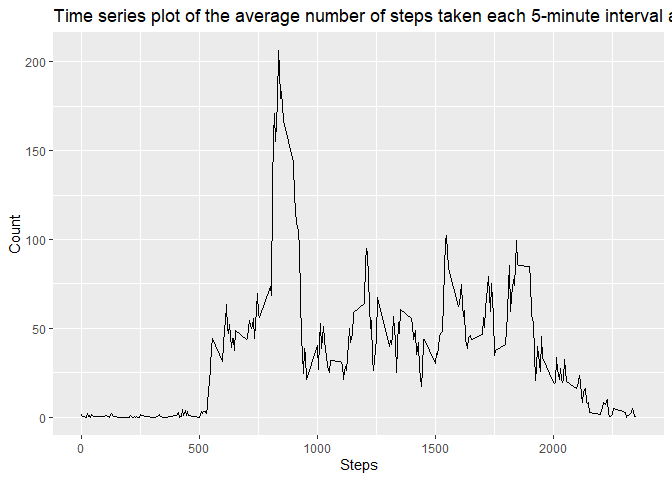 Time series plot of the average number of steps taken each 5-minute interval a
200
150
100
50
0
Count
0 500 1000 1500 2000
Steps